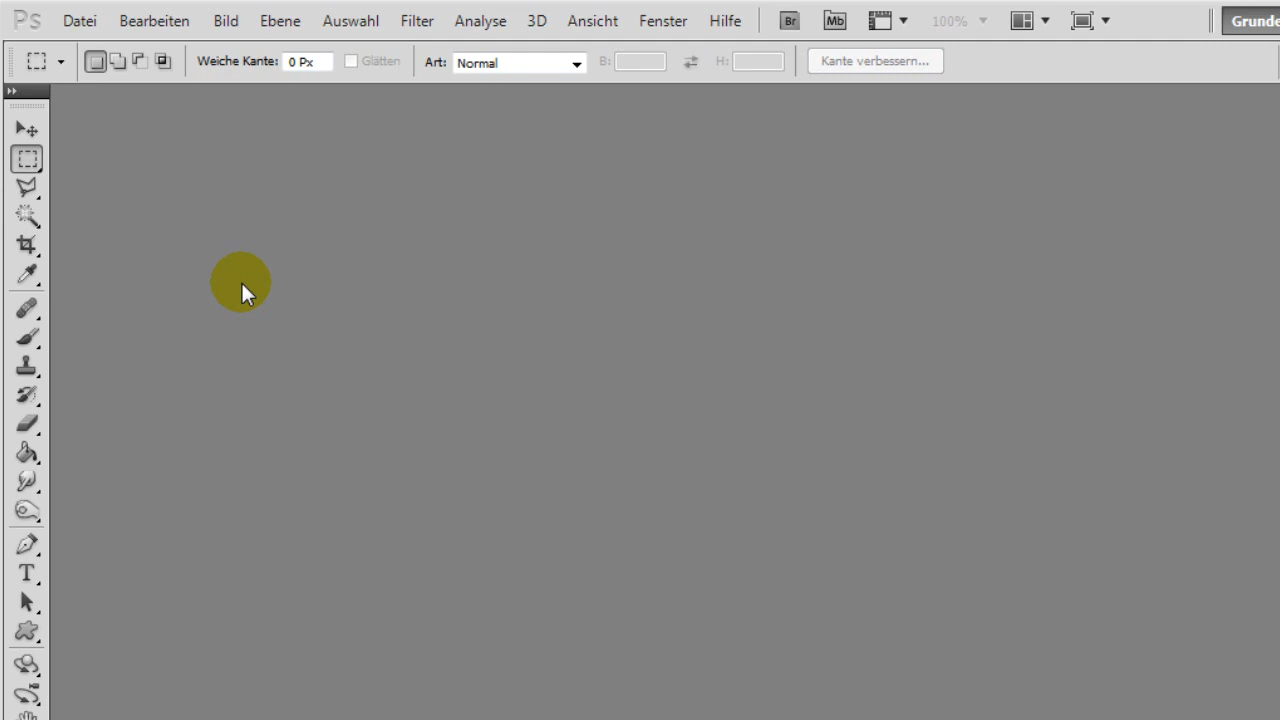 Ps Datei Bearbeiten Bild Ebene Auswahl Filter Analyse 3D Ansicht Fenster Hilfe Br Mb 100% Grunde
Weiche Kante: 0 Px Glätten Art: Normal B: H: Kante verbessern...
T